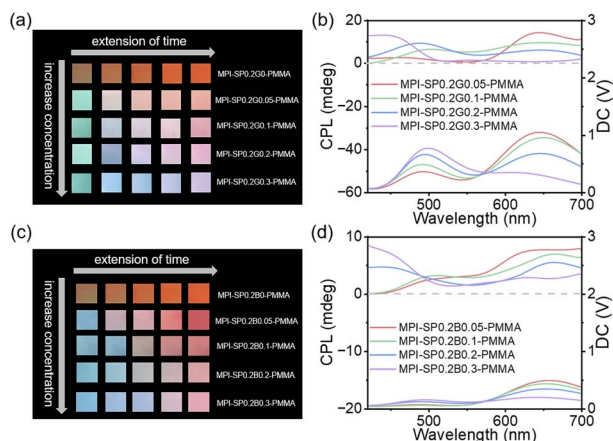 (a)
extension of time
increase concentration
MPI-SP0.2G0-PMMA
MPI-SP0.2G0.05-PMMA
MPI-SP0.2G0.1-PMMA
MPI-SP0.2G0.2-PMMA
MPI-SP0.2G0.3-PMMA
(b)
CPL (mdeg)
20
0
−20
−40
−60
DC (V)
3
2
1
0
MPI-SP0.2G0.05-PMMA
MPI-SP0.2G0.1-PMMA
MPI-SP0.2G0.2-PMMA
MPI-SP0.2G0.3-PMMA
500
600
700
Wavelength (nm)
(c)
extension of time
increase concentration
MPI-SP0.2B0-PMMA
MPI-SP0.2B0.05-PMMA
MPI-SP0.2B0.1-PMMA
MPI-SP0.2B0.2-PMMA
MPI-SP0.2B0.3-PMMA
(d)
CPL (mdeg)
10
0
−10
−20
DC (V)
3
2
1
0
MPI-SP0.2B0.05-PMMA
MPI-SP0.2B0.1-PMMA
MPI-SP0.2B0.2-PMMA
MPI-SP0.2B0.3-PMMA
500
600
700
Wavelength (nm)